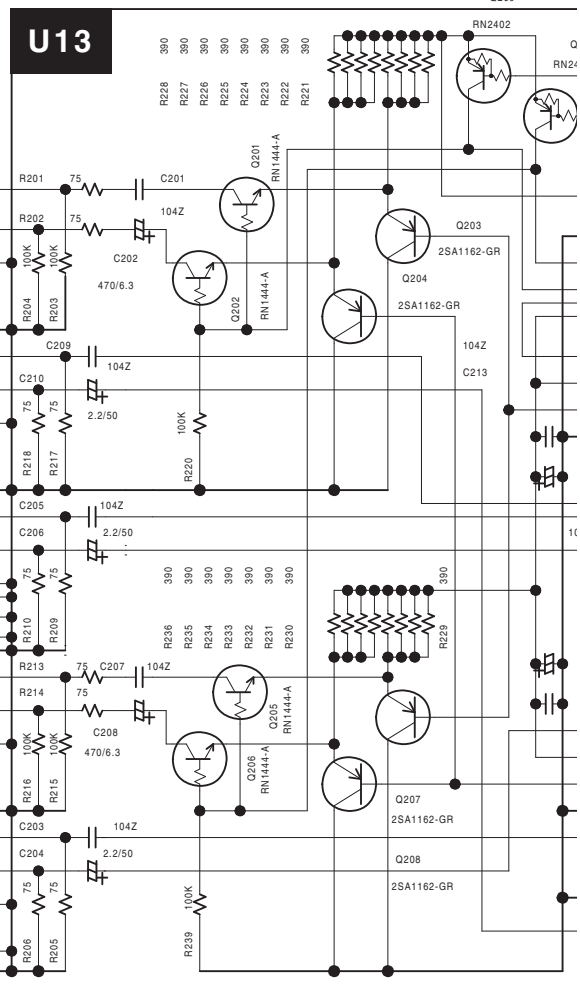 U13
RN2402
RN24
390 390 390 390 390 390 390 390
R228 R227 R226 R225 R224 R223 R222 R221
Q201
RN1444-A
R201 75 C201
R202 75 104Z
C202
470/6.3
100K 100K
R204 R203
Q202
RN1444-A
Q203
2SA1162-GR
Q204
2SA1162-GR
104Z
C213
C209
104Z
C210
2.2/50
75 75
R218 R217
100K
R220
C205 104Z
C206 2.2/50
10
75 75
R210 R209
390 390 390 390 390 390 390 390
R236 R235 R234 R233 R232 R231 R230 R229
R213 75 C207 104Z
R214 75
C208
470/6.3
100K 100K
R216 R215
Q205
RN1444-A
Q206
RN1444-A
Q207
2SA1162-GR
C203 104Z
C204 2.2/50
Q208
2SA1162-GR
75 75
R206 R205
100K
R239